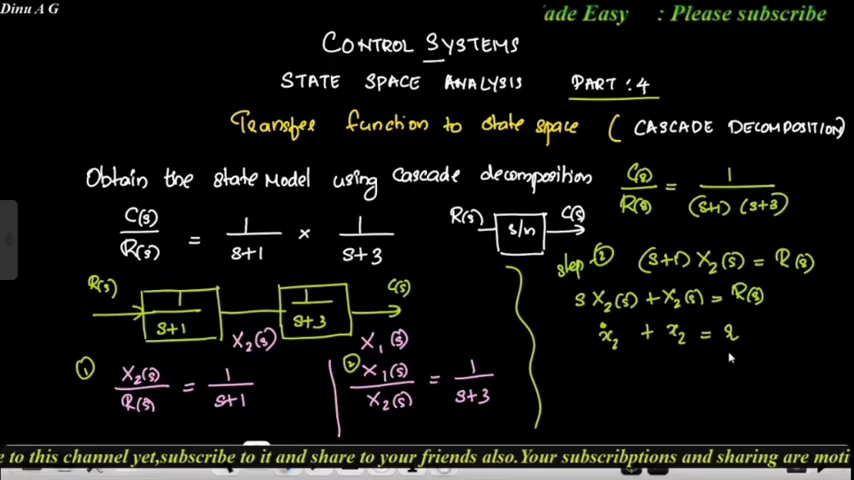 Dinu A G
ade Easy : Please subscribe
CONTROL SYSTEMS
STATE SPACE ANALYSIS PART : 4
Transfer function to state space ( CASCADE DECOMPOSITION)
Obtain the state Model using Cascade decomposition
C(s)/R(s) = 1/((s+1) (s+3))
C(s)/R(s) = 1/(s+1) × 1/(s+3)
R(s) s/m C(s)
R(s) 1/(s+1) X₂(s) 1/(s+3) C(s) X₁(s)
① X₂(s)/R(s) = 1/(s+1)
② X₁(s)/X₂(s) = 1/(s+3)
step ② (s+1) X₂(s) = R(s)
s X₂(s) + X₂(s) = R(s)
ẋ₂ + x₂ = r
e to this channel yet,subscribe to it and share to your friends also.Your subscribptions and sharing are moti